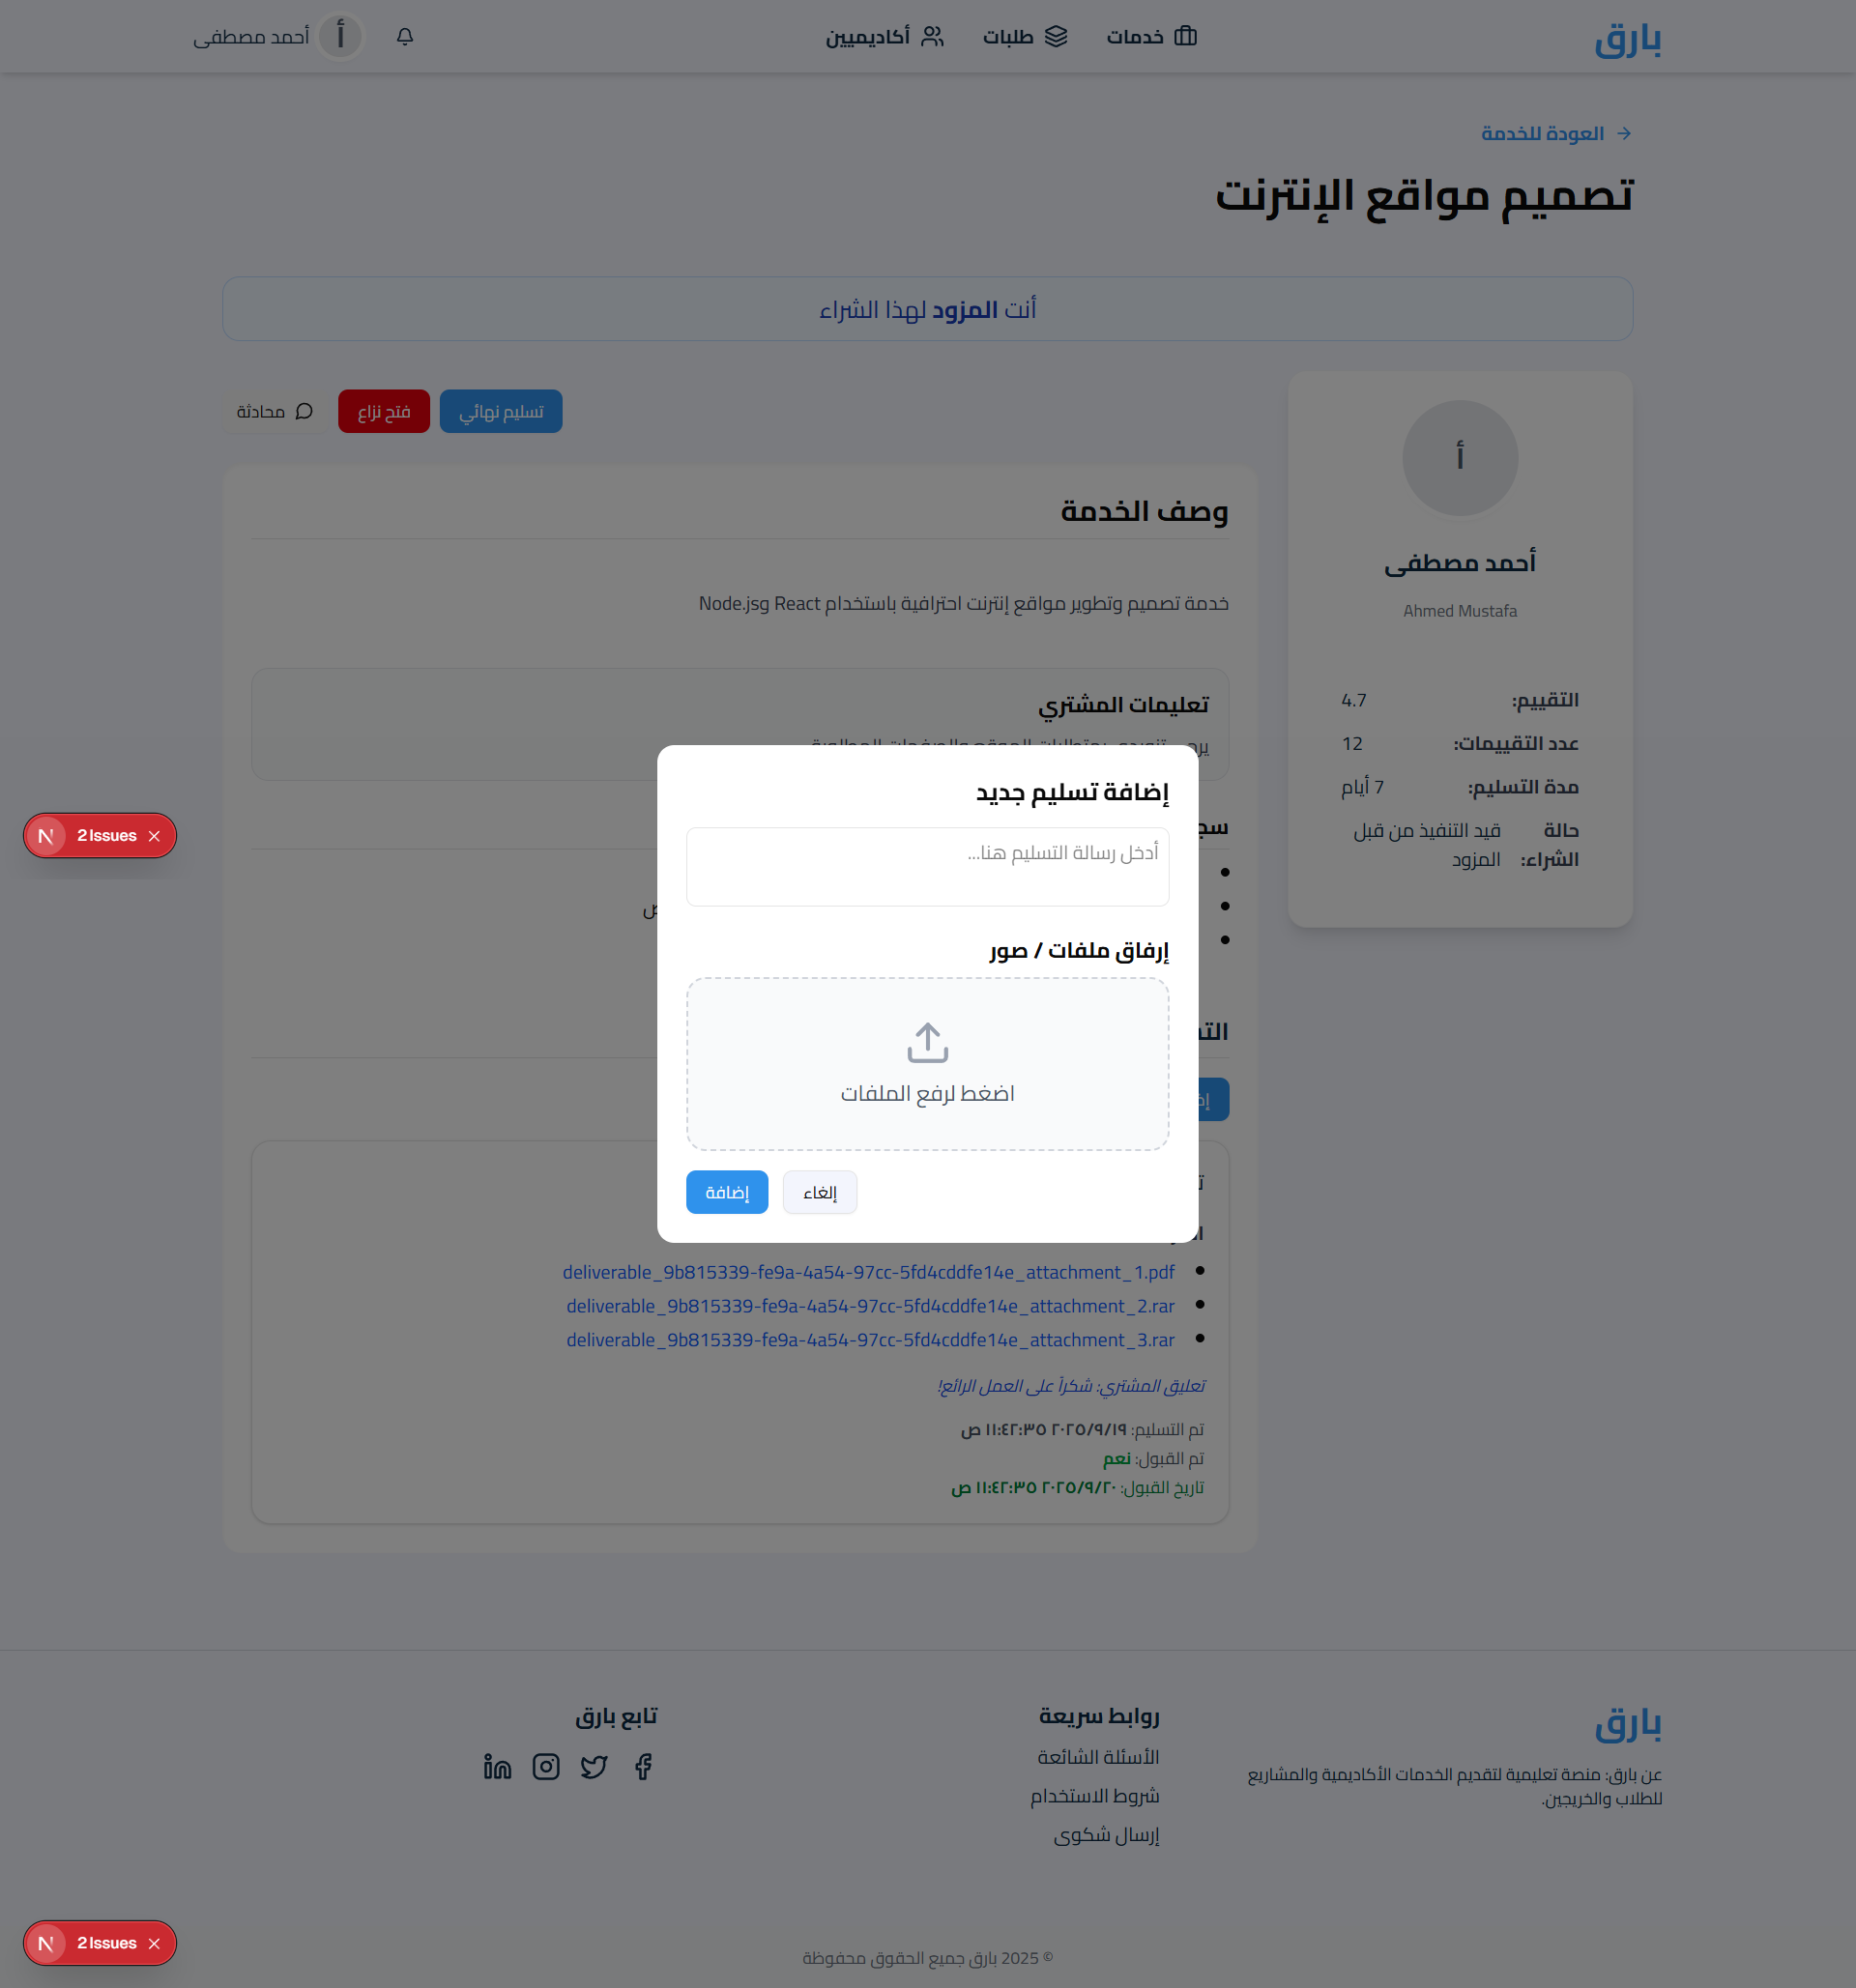 بارق
خدمات
طلبات
أكاديميين
أ
أحمد مصطفى
العودة للخدمة
تصميم مواقع الإنترنت
أنت المزود لهذا الشراء
أ
أحمد مصطفى
Ahmed Mustafa
التقييم: 4.7
عدد التقييمات: 12
مدة التسليم: 7 أيام
حالة الشراء: قيد التنفيذ من قبل المزود
تسليم نهائي
فتح نزاع
محادثة
وصف الخدمة
خدمة تصميم وتطوير مواقع إنترنت احترافية باستخدام React وNode.js
تعليمات المشتري
إضافة تسليم جديد
أدخل رسالة التسليم هنا...
إرفاق ملفات / صور
اضغط لرفع الملفات
إلغاء
إضافة
deliverable_9b815339-fe9a-4a54-97cc-5fd4cddfe14e_attachment_1.pdf
deliverable_9b815339-fe9a-4a54-97cc-5fd4cddfe14e_attachment_2.rar
deliverable_9b815339-fe9a-4a54-97cc-5fd4cddfe14e_attachment_3.rar
تعليق المشتري: شكراً على العمل الرائع!
تم التسليم: ٢٠٢٥/٩/١٩ ١١:٤٢:٣٥ ص
تم القبول: نعم
تاريخ القبول: ٢٠٢٥/٩/٢٠ ١١:٤٢:٣٥ ص
2 Issues
بارق
عن بارق: منصة تعليمية لتقديم الخدمات الأكاديمية والمشاريع
للطلاب والخريجين.
روابط سريعة
الأسئلة الشائعة
شروط الاستخدام
إرسال شكوى
تابع بارق
2 Issues
© 2025 بارق جميع الحقوق محفوظة